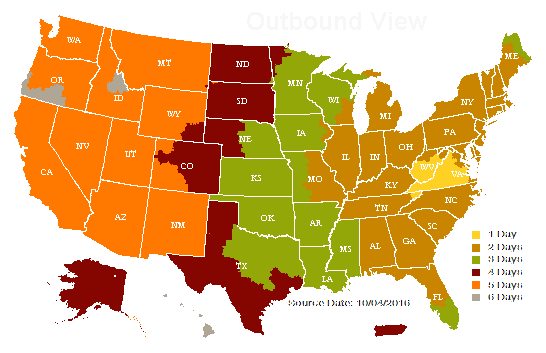 Outbound View
WA
MT
ND
ME
OR
ID
MN
WI
SD
NY
WY
MI
PA
IA
NE
NV
UT
IL
IN
OH
CO
WV
VA
CA
KS
MO
KY
NC
TN
AZ
NM
OK
AR
SC
MS
AL
GA
TX
LA
FL
1 Day
2 Days
3 Days
4 Days
5 Days
6 Days
Source Date: 10/04/2016